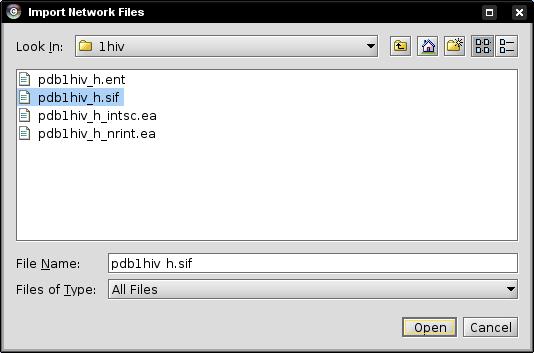 Import Network Files
Look In: 1hiv
pdb1hiv_h.ent
pdb1hiv_h.sif
pdb1hiv_h_intsc.ea
pdb1hiv_h_nrint.ea
File Name: pdb1hiv h.sif
Files of Type: All Files
Open Cancel